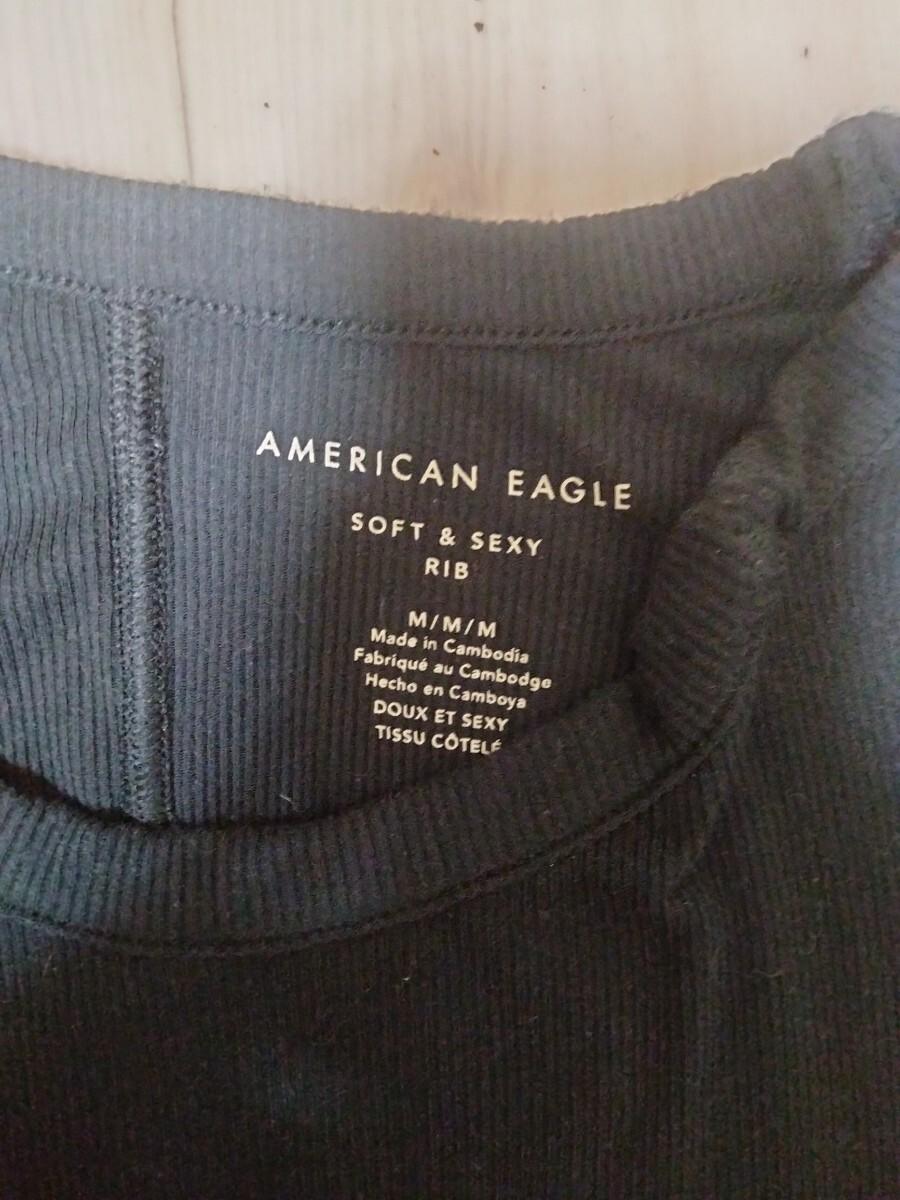 AMERICAN EAGLE
SOFT & SEXY
RIB
M/M/M
Made in Cambodia
Fabriqué au Cambodge
Hecho en Camboya
DOUX ET SEXY
TISSU CÔTELÉ